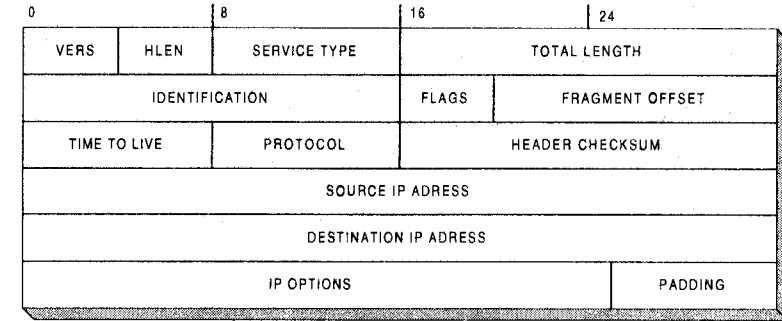 0 8 16 24
VERS HLEN SERVICE TYPE TOTAL LENGTH
IDENTIFICATION FLAGS FRAGMENT OFFSET
TIME TO LIVE PROTOCOL HEADER CHECKSUM
SOURCE IP ADRESS
DESTINATION IP ADRESS
IP OPTIONS PADDING